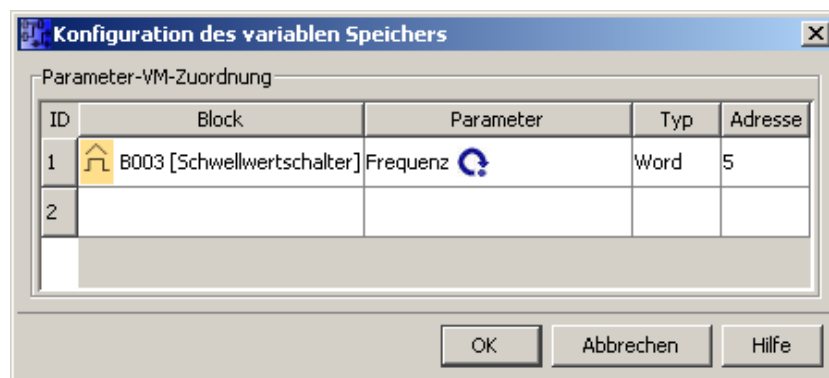 Konfiguration des variablen Speichers
Parameter-VM-Zuordnung
ID Block Parameter Typ Adresse
1 B003 [Schwellwertschalter] Frequenz Word 5
2
OK Abbrechen Hilfe